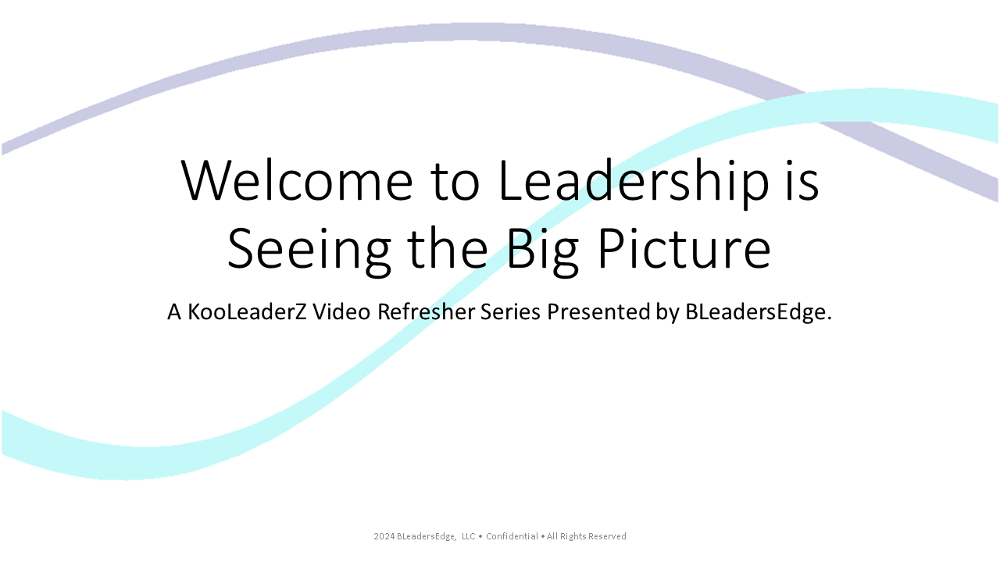 Welcome to Leadership is
Seeing the Big Picture
A KooLeaderZ Video Refresher Series Presented by BLeadersEdge.
2024 BLeadersEdge, LLC • Confidential • All Rights Reserved